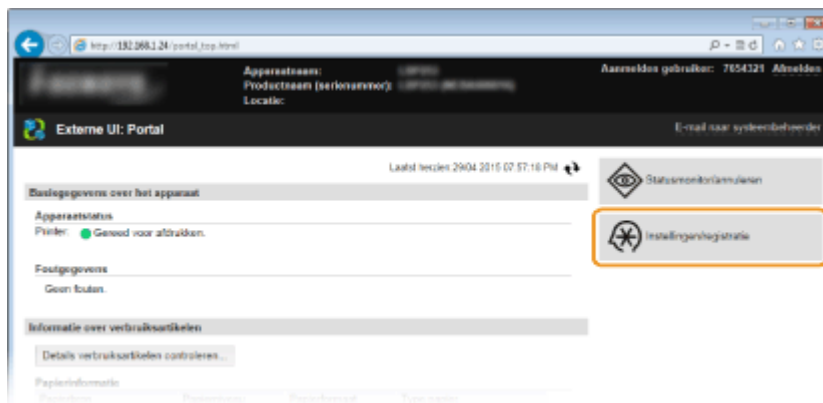 http://192.168.1.24/portal_top.html
Apparaatnaam:
Productnaam (serienummer):
Locatie:
Aanmelden gebruiker: 7654321 Afmelden
Externe UI: Portal
E-mail naar systeembeheerder
Laatst herzien: 29/04 2015 07:57:18 PM
Basisgegevens over het apparaat
Apparaatstatus
Printer: Gereed voor afdrukken.
Foutgegevens
Geen fouten.
Informatie over verbruiksartikelen
Details verbruiksartikelen controleren...
Papierinformatie
Statusmonitor/annuleren
Instellingen/registratie